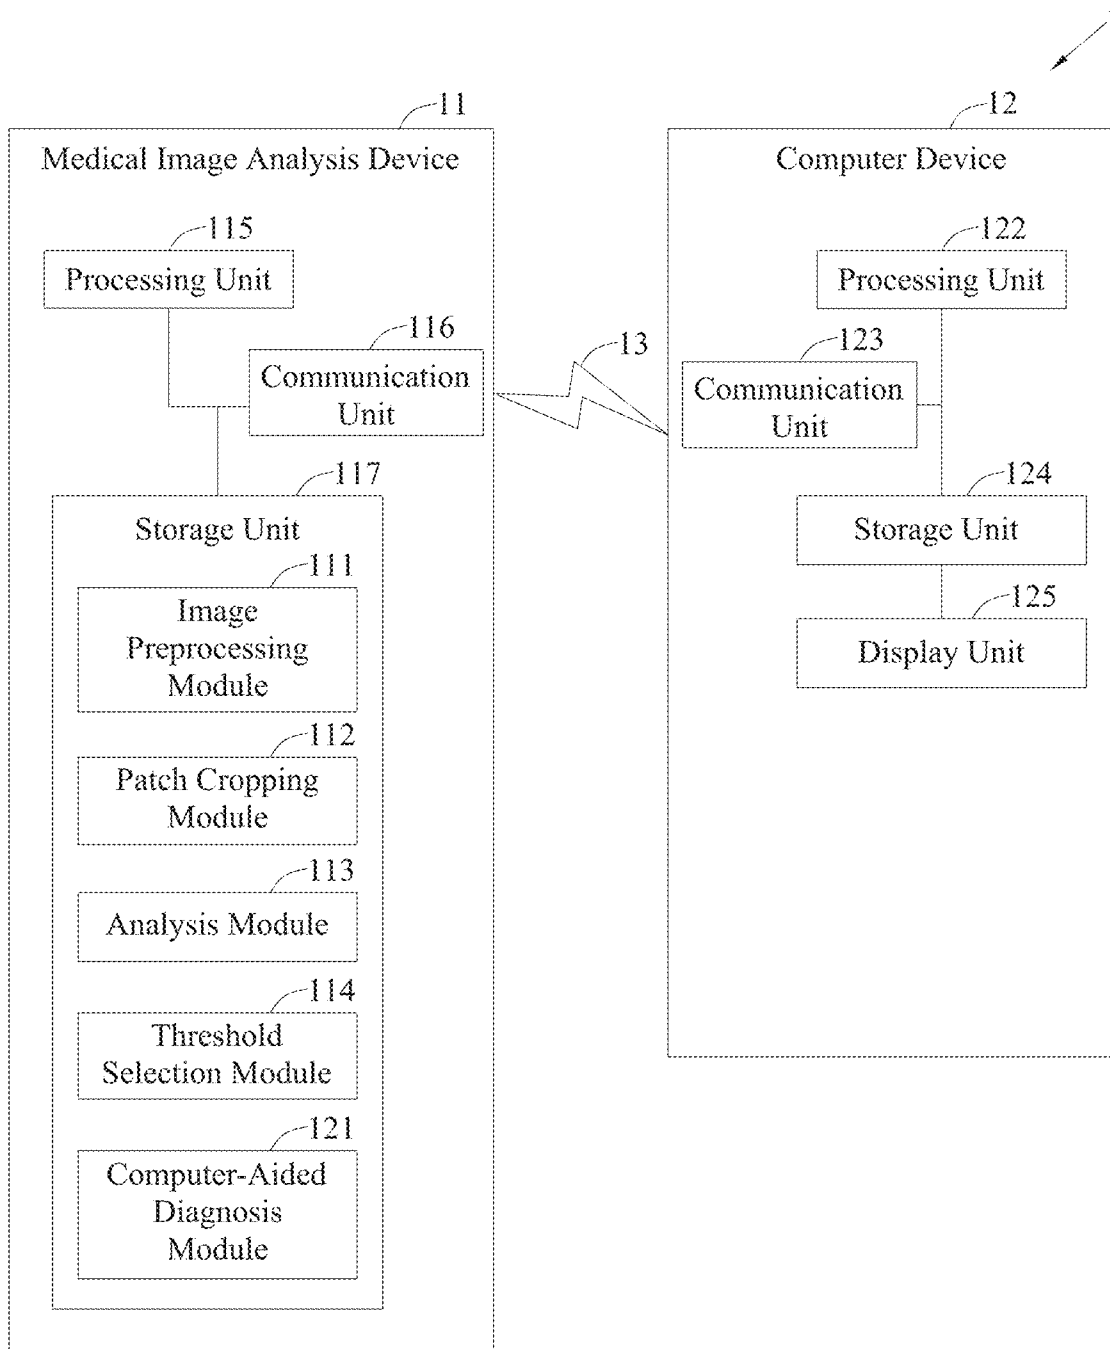 11
Medical Image Analysis Device
115
Processing Unit
116
Communication
Unit
117
Storage Unit
111
Image
Preprocessing
Module
112
Patch Cropping
Module
113
Analysis Module
114
Threshold
Selection Module
121
Computer-Aided
Diagnosis
Module
13
12
Computer Device
122
Processing Unit
123
Communication
Unit
124
Storage Unit
125
Display Unit